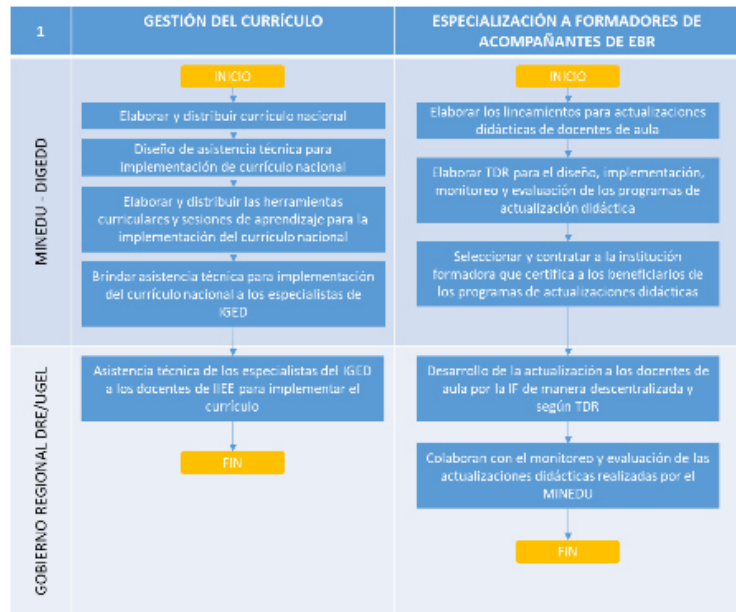 1
GESTIÓN DEL CURRÍCULO
ESPECIALIZACIÓN A FORMADORES DE
ACOMPAÑANTES DE EBR
MINEDU - DIGEDD
INICIO
Elaborar y distribuir currículo nacional
Diseño de asistencia técnica para
implementación de currículo nacional
Elaborar y distribuir las herramientas
curriculares y sesiones de aprendizaje para la
implementación del currículo nacional
Brindar asistencia técnica para implementación
del currículo nacional a los especialistas de
IGED
INICIO
Elaborar los lineamientos para actualizaciones
didácticas de docentes de aula
Elaborar TDR para el diseño, implementación,
monitoreo y evaluación de los programas de
actualización didáctica
Seleccionar y contratar a la institución
formadora que certifica a los beneficiarios de
los programas de actualizaciones didácticas
GOBIERNO REGIONAL DRE/UGEL
Asistencia técnica de los especialistas del IGED
a los docentes de IIEE para implementar el
currículo
FIN
Desarrollo de la actualización a los docentes de
aula por la IF de manera descentralizada y
según TDR
Colaboran con el monitoreo y evaluación de las
actualizaciones didácticas realizadas por el
MINEDU
FIN